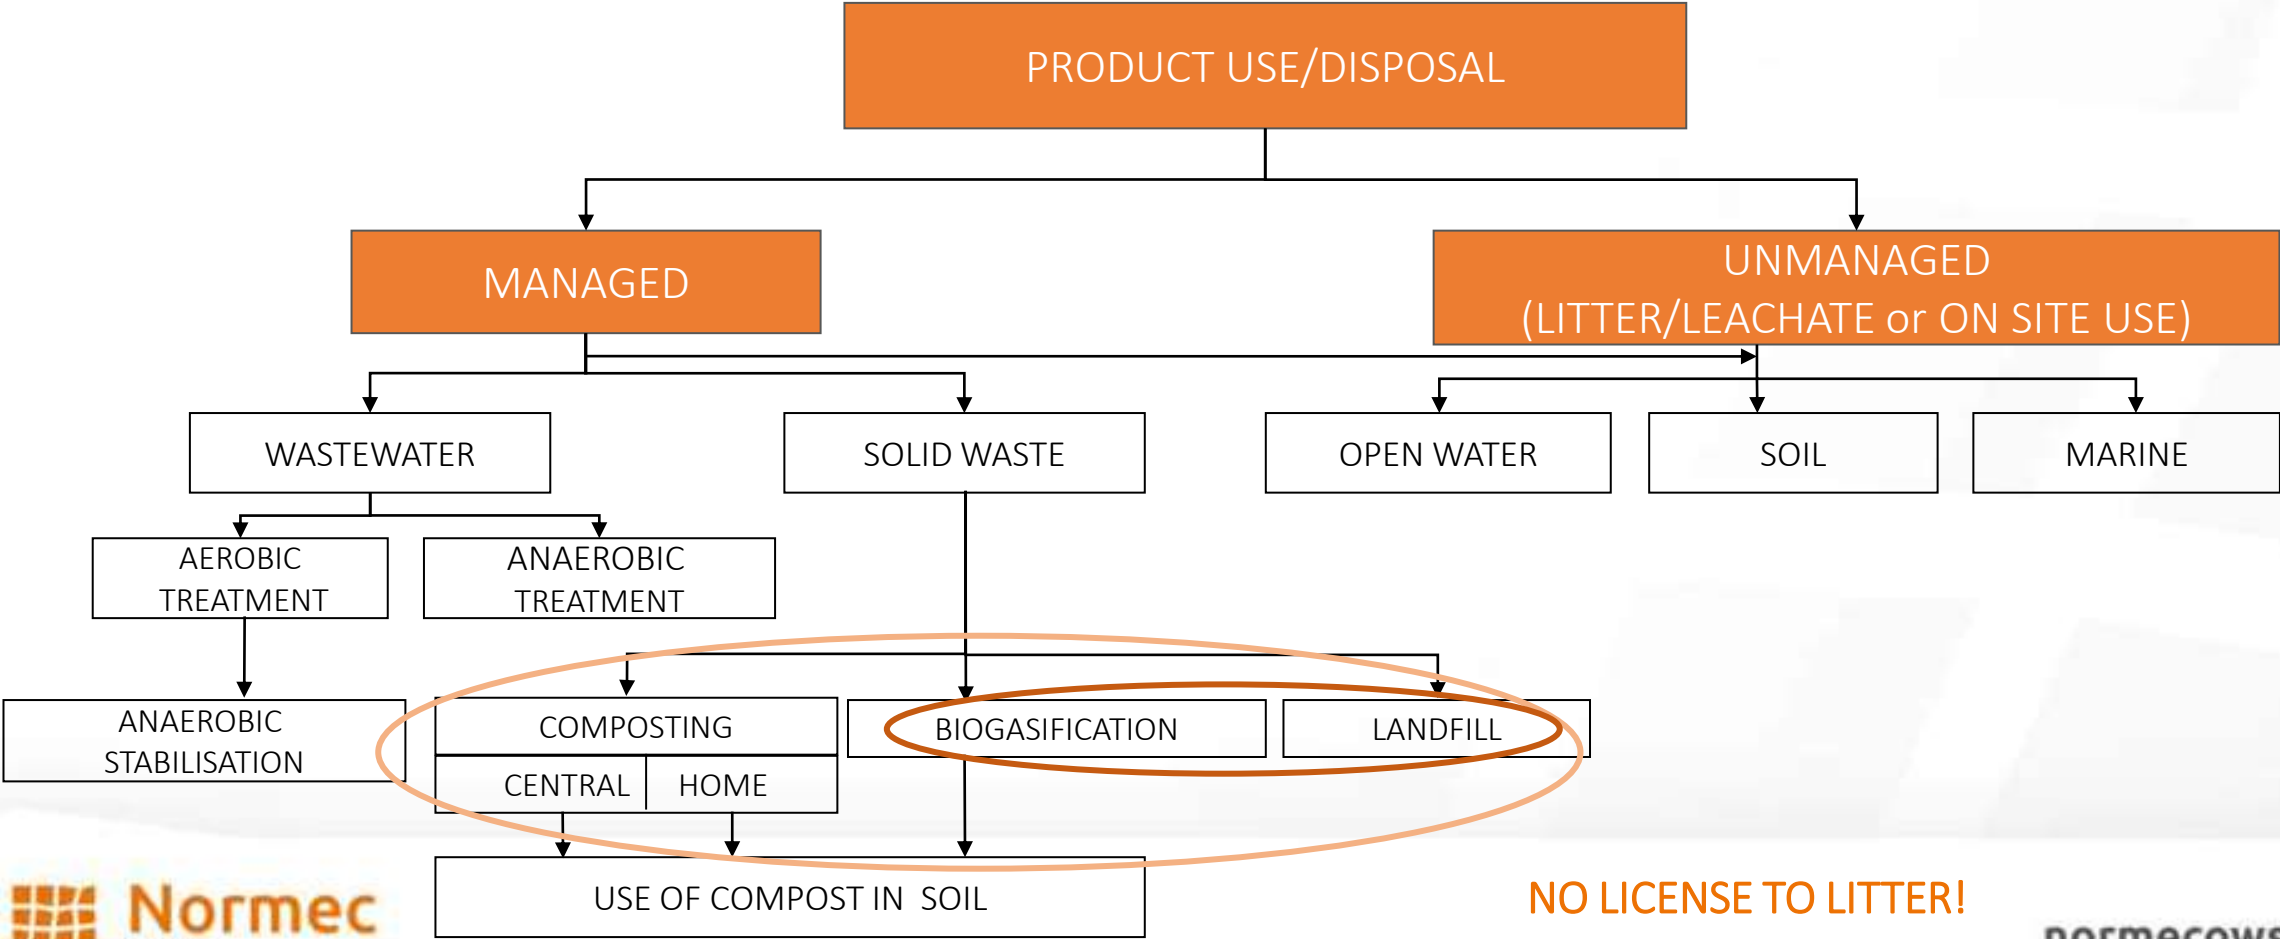 PRODUCT USE/DISPOSAL
MANAGED
UNMANAGED
(LITTER/LEACHATE or ON SITE USE)
WASTEWATER
SOLID WASTE
OPEN WATER
SOIL
MARINE
AEROBIC
TREATMENT
ANAEROBIC
TREATMENT
ANAEROBIC
STABILISATION
COMPOSTING
CENTRAL
HOME
BIOGASIFICATION
LANDFILL
USE OF COMPOST IN SOIL
NO LICENSE TO LITTER!
Normec
normecows